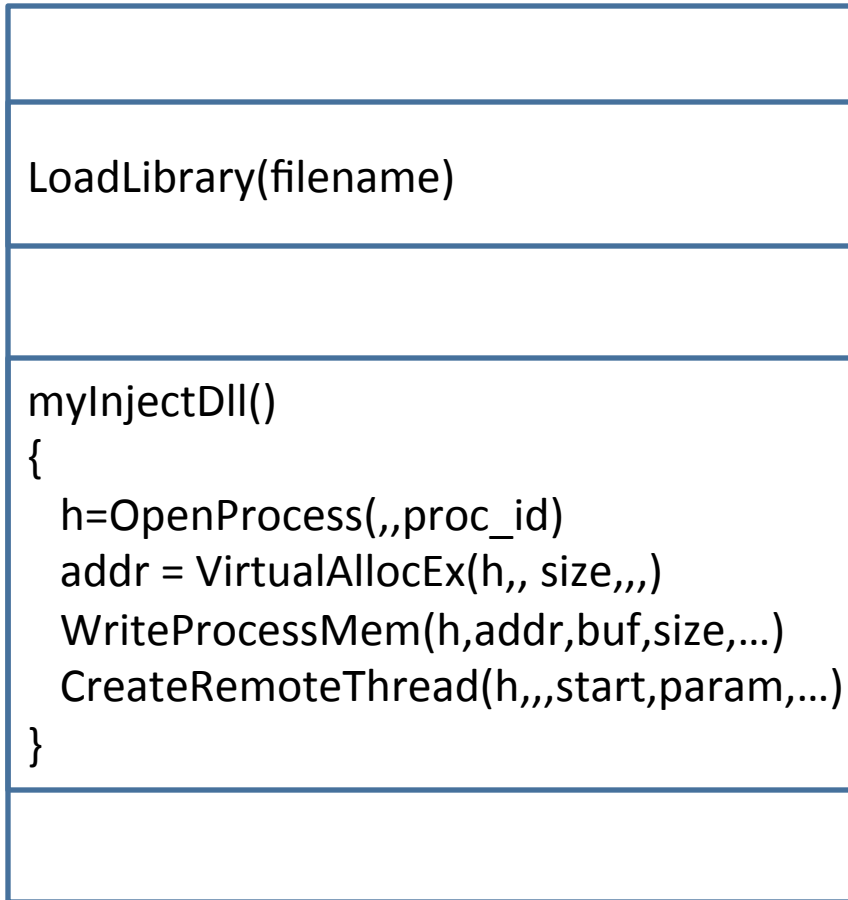 LoadLibrary(filename)
myInjectDll()
{
h=OpenProcess(,,proc_id)
addr = VirtualAllocEx(h,, size,,,)
WriteProcessMem(h,addr,buf,size,…)
CreateRemoteThread(h,,,start,param,…)
}